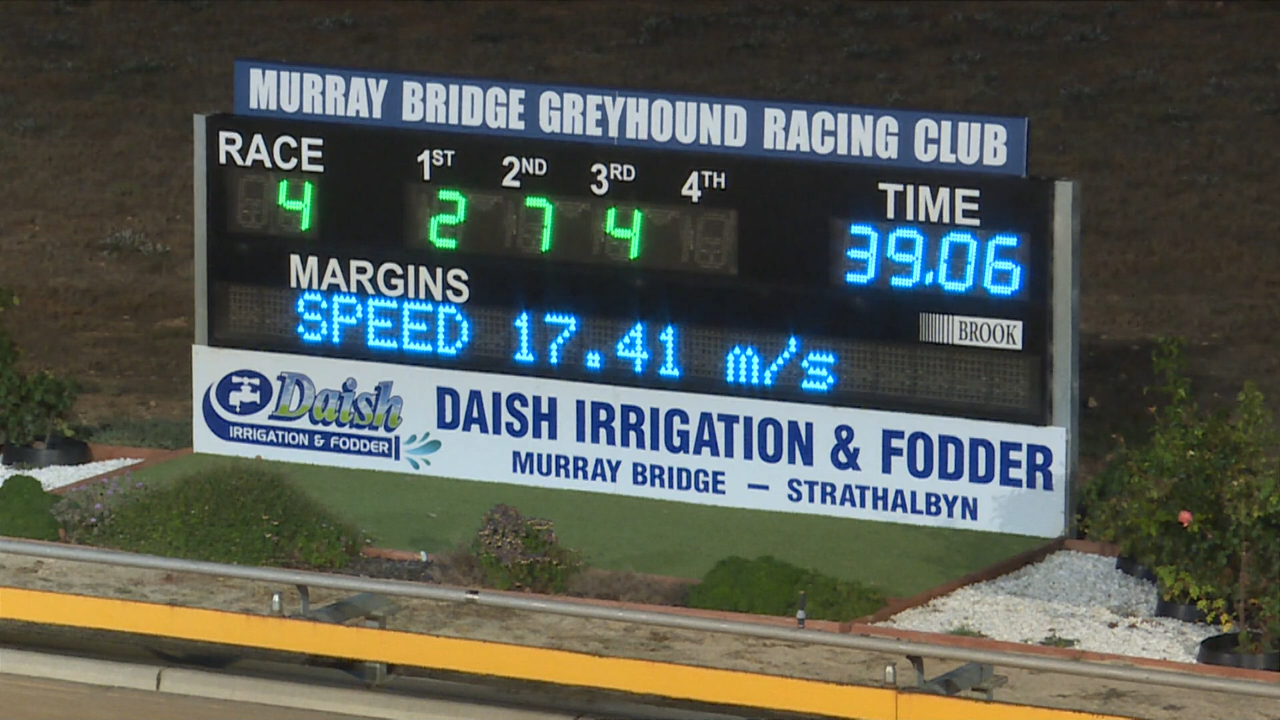 MURRAY BRIDGE GREYHOUND RACING CLUB
RACE 1ST 2ND 3RD 4TH TIME
4 2 7 4 39.06
MARGINS
SPEED 17.41 m/s
BROOK
Daish
IRRIGATION & FODDER
DAISH IRRIGATION & FODDER
MURRAY BRIDGE — STRATHALBYN